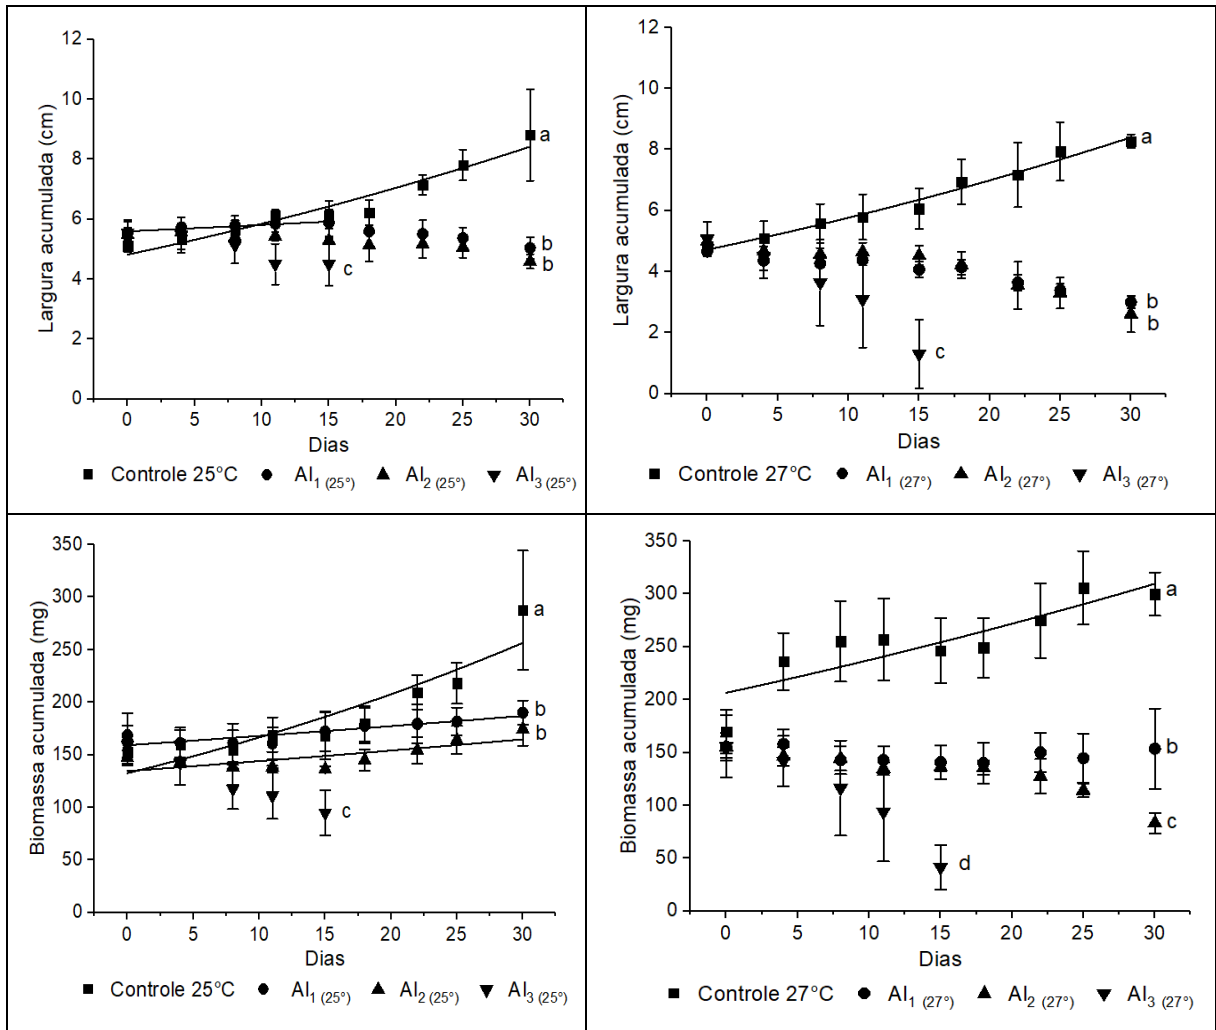 12
10
8
6
4
2
0
Largura acumulada (cm)
a
b
b
c
0 5 10 15 20 25 30
Dias
Controle 25°C Al1 (25°) Al2 (25°) Al3 (25°)
12
10
8
6
4
2
0
Largura acumulada (cm)
a
b
b
c
0 5 10 15 20 25 30
Dias
Controle 27°C Al1 (27°) Al2 (27°) Al3 (27°)
350
300
250
200
150
100
50
0
Biomassa acumulada (mg)
a
b
b
c
0 5 10 15 20 25 30
Dias
Controle 25°C Al1 (25°) Al2 (25°) Al3 (25°)
350
300
250
200
150
100
50
0
Biomassa acumulada (mg)
a
b
c
d
0 5 10 15 20 25 30
Dias
Controle 27°C Al1 (27°) Al2 (27°) Al3 (27°)